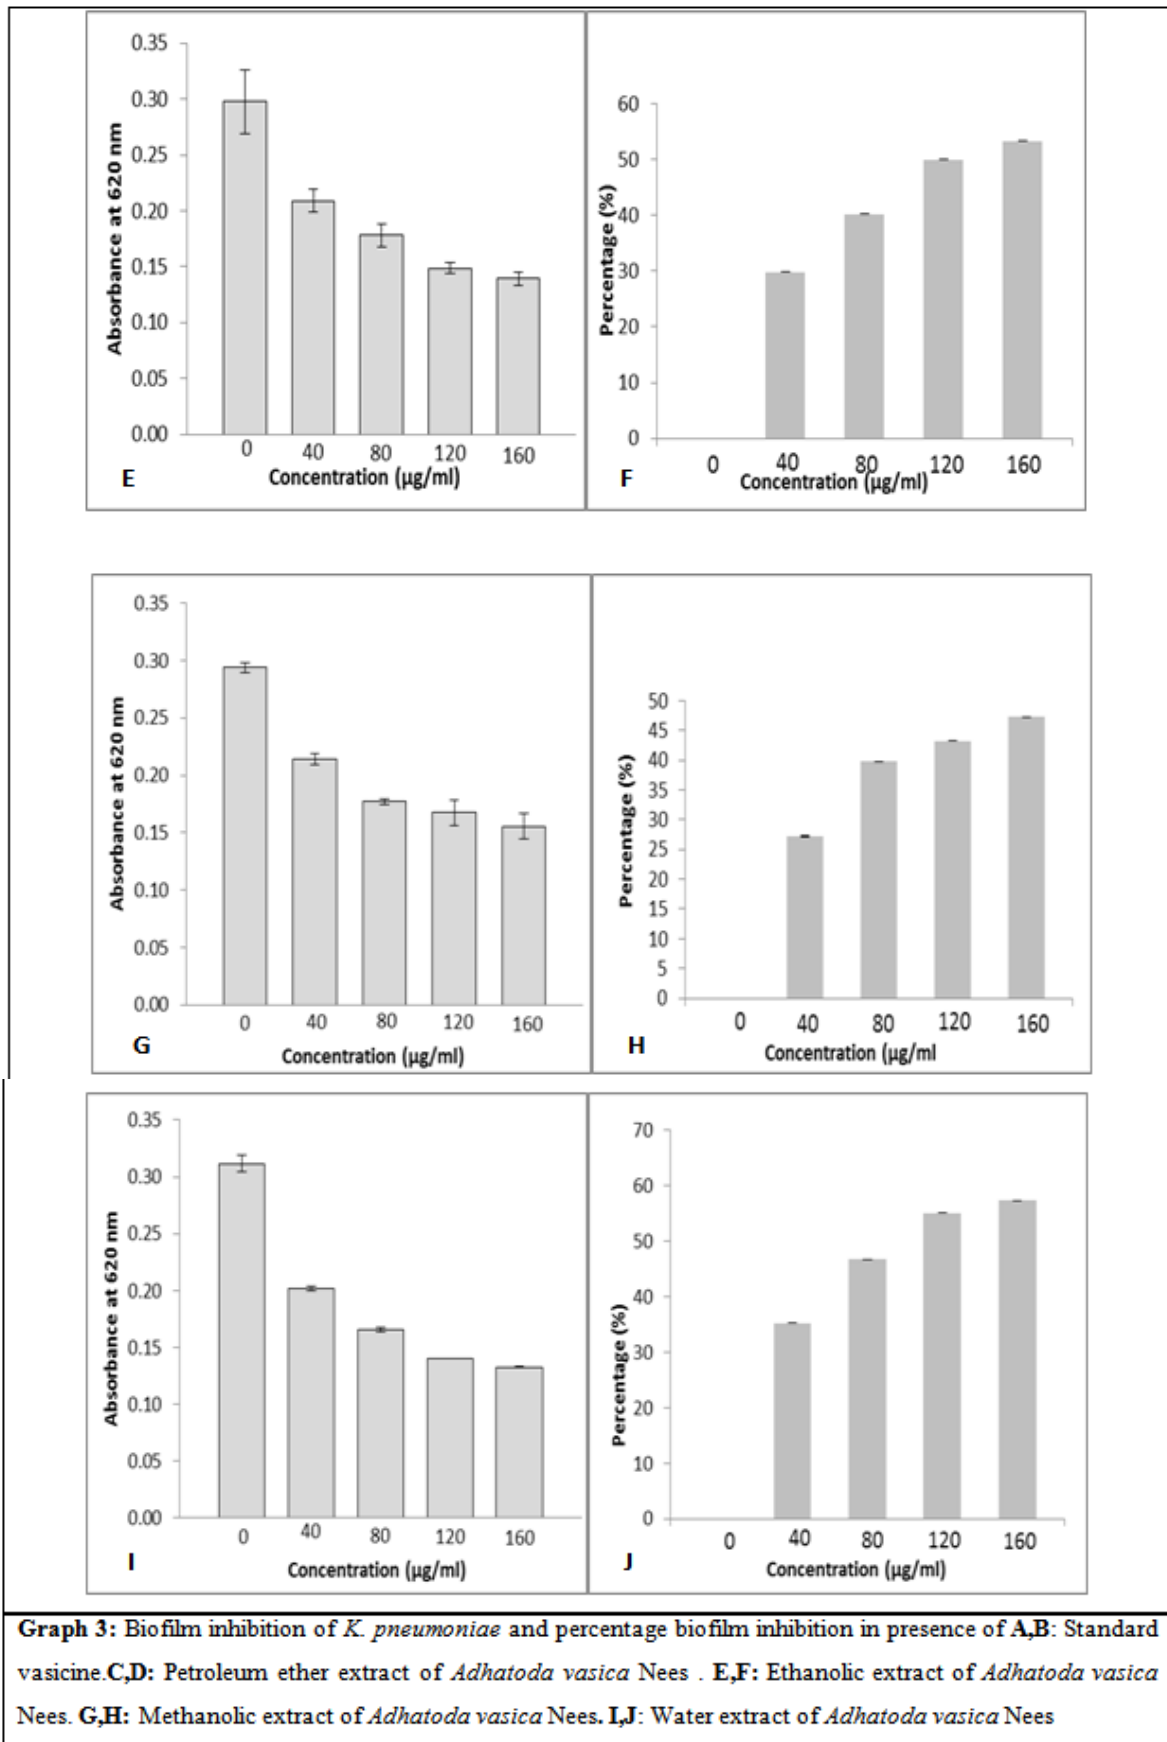 0.35
0.30
0.25
0.20
0.15
0.10
0.05
0.00
Absorbance at 620 nm
0 40 80 120 160
Concentration (µg/ml)
E
60
50
40
30
20
10
0
Percentage (%)
0 40 80 120 160
Concentration (µg/ml)
F
0.35
0.30
0.25
0.20
0.15
0.10
0.05
0.00
Absorbance at 620 nm
0 40 80 120 160
Concentration (µg/ml)
G
50
45
40
35
30
25
20
15
10
5
0
Percentage (%)
0 40 80 120 160
Concentration (µg/ml
H
0.35
0.30
0.25
0.20
0.15
0.10
0.05
0.00
Absorbance at 620 nm
0 40 80 120 160
Concentration (µg/ml)
I
70
60
50
40
30
20
10
0
Percentage (%)
0 40 80 120 160
Concentration (µg/ml)
J
Graph 3: Biofilm inhibition of K. pneumoniae and percentage biofilm inhibition in presence of A,B: Standard
vasicine.C,D: Petroleum ether extract of Adhatoda vasica Nees . E,F: Ethanolic extract of Adhatoda vasica
Nees. G,H: Methanolic extract of Adhatoda vasica Nees. I,J: Water extract of Adhatoda vasica Nees